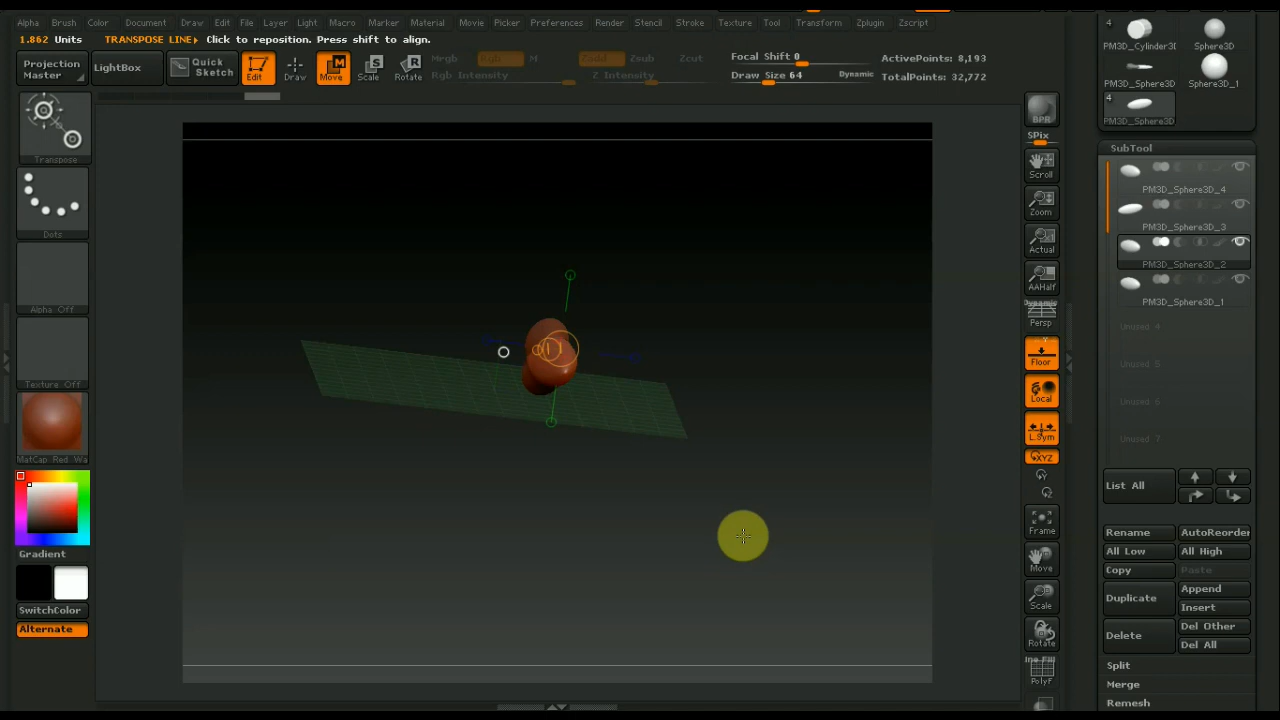 Alpha Brush Color Document Draw Edit File Layer Light Macro Marker Material Movie Picker Preferences Render Stencil Stroke Texture Tool Transform Zplugin Zscript
1.862 Units TRANSPOSE LINE Click to reposition. Press shift to align.
Projection Master
LightBox
Quick Sketch
Edit
Draw
Move
Scale
Rotate
Mrgb Rgb M
Rgb Intensity
Zadd Zsub Zcut
Z Intensity
Focal Shift 0
Draw Size 64 Dynamic
ActivePoints: 8,193
TotalPoints: 32,772
Transpose
Dots
Alpha Off
Texture Off
MatCap Red Wa
Gradient
SwitchColor
Alternate
BPR
SPix
Scroll
Zoom
Actual
AAHalf
Dynamic
Persp
Floor
Local
L.Sym
XYZ
Frame
Move
Scale
Rotate
PolyF
4
PM3D_Cylinder3D Sphere3D
PM3D_Sphere3D Sphere3D_1
4
PM3D_Sphere3D
SubTool
PM3D_Sphere3D_4
PM3D_Sphere3D_3
PM3D_Sphere3D_2
PM3D_Sphere3D_1
Unused 4
Unused 5
Unused 6
Unused 7
List All
Rename AutoReorder
All Low All High
Copy Paste
Duplicate
Append
Insert
Delete
Del Other
Del All
Split
Merge
Remesh